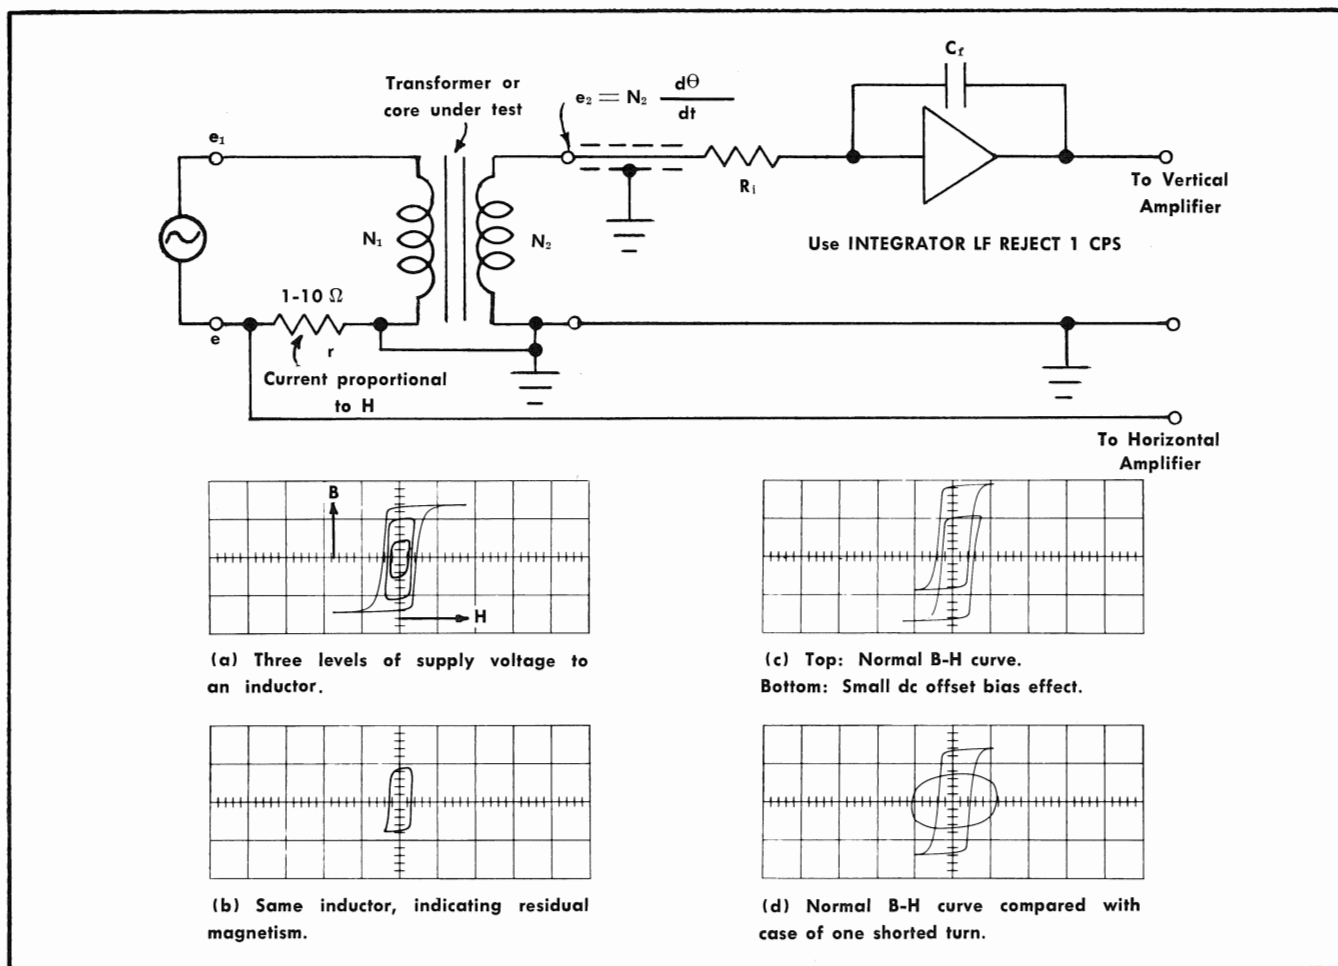 C_f
Transformer or
core under test
e₂ = N₂ dΘ/dt
e₁
R_i
To Vertical
Amplifier
N₁
N₂
Use INTEGRATOR LF REJECT 1 CPS
1-10 Ω
e
r
Current proportional
to H
To Horizontal
Amplifier
B
H
(a) Three levels of supply voltage to
an inductor.
(c) Top: Normal B-H curve.
Bottom: Small dc offset bias effect.
(b) Same inductor, indicating residual
magnetism.
(d) Normal B-H curve compared with
case of one shorted turn.